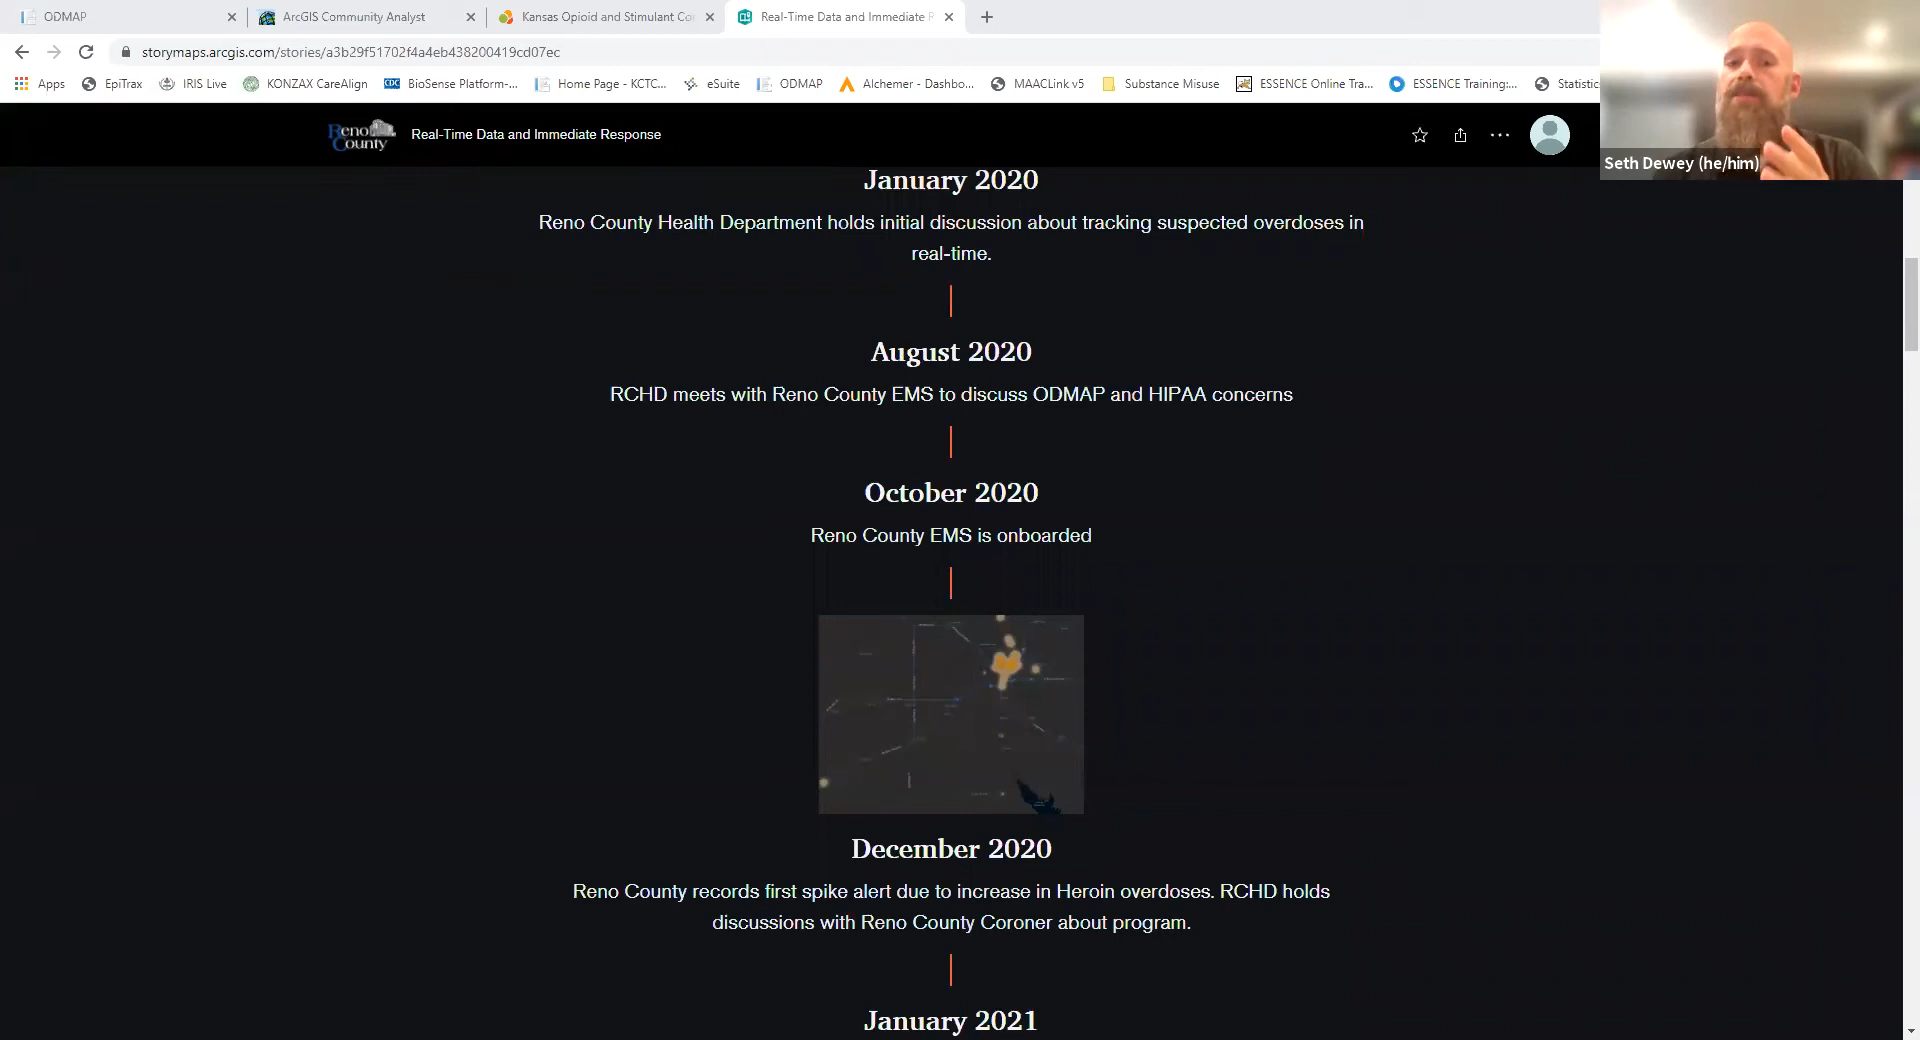 ODMAP
ArcGIS Community Analyst
Kansas Opioid and Stimulant Co
Real-Time Data and Immediate R
storymaps.arcgis.com/stories/a3b29f51702f4a4eb438200419cd07ec
Apps
EpiTrax
IRIS Live
KONZAX CareAlign
CDC
BioSense Platform-...
Home Page - KCTC...
eSuite
ODMAP
Alchemer - Dashbo...
MAACLink v5
Substance Misuse
ESSENCE Online Tra...
ESSENCE Training:...
Statistic
Seth Dewey (he/him)
Reno
County
Real-Time Data and Immediate Response
January 2020
Reno County Health Department holds initial discussion about tracking suspected overdoses in
real-time.
August 2020
RCHD meets with Reno County EMS to discuss ODMAP and HIPAA concerns
October 2020
Reno County EMS is onboarded
December 2020
Reno County records first spike alert due to increase in Heroin overdoses. RCHD holds
discussions with Reno County Coroner about program.
January 2021